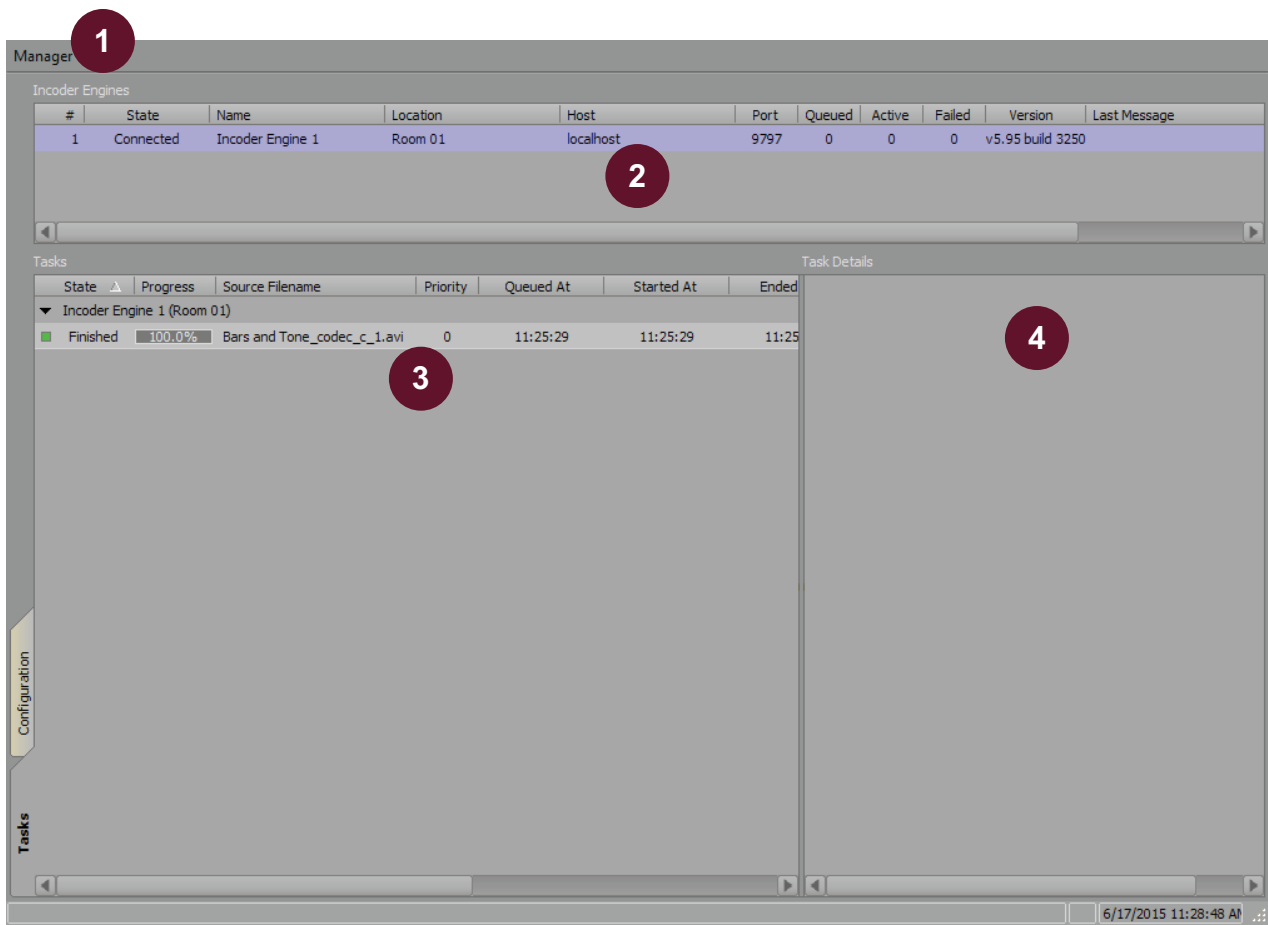 1
Manager
Incoder Engines
# State Name Location Host Port Queued Active Failed Version Last Message
1 Connected Incoder Engine 1 Room 01 localhost 9797 0 0 0 v5.95 build 3250
2
Tasks Task Details
State Progress Source Filename Priority Queued At Started At Ended
Incoder Engine 1 (Room 01)
Finished 100.0% Bars and Tone_codec_c_1.avi 0 11:25:29 11:25:29 11:25
3
4
Configuration
Tasks
6/17/2015 11:28:48 AM